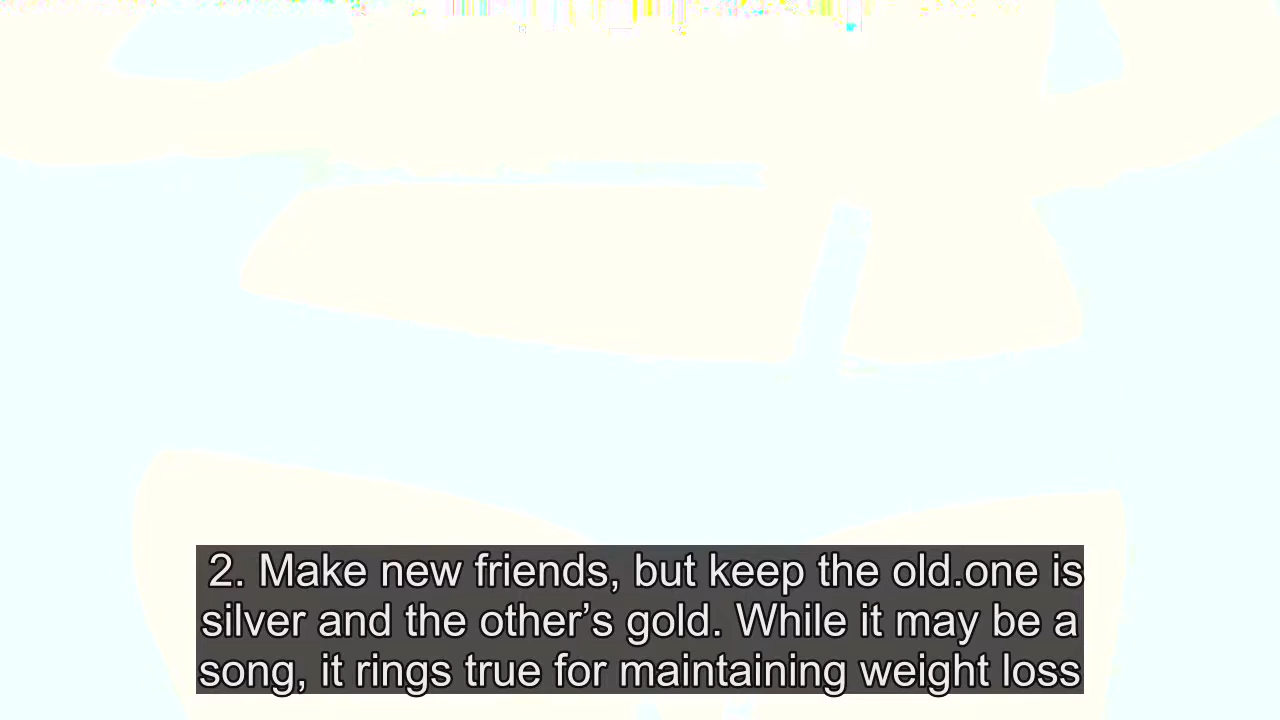 2. Make new friends, but keep the old.one is
silver and the other’s gold. While it may be a
song, it rings true for maintaining weight loss